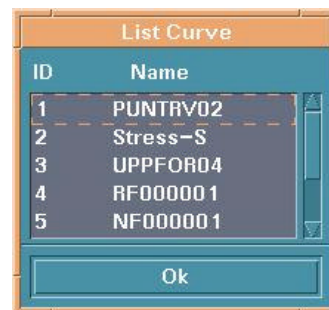 List Curve
ID Name
1 PUNTRV02
2 Stress-S
3 UPPFOR04
4 RF000001
5 NF000001
Ok